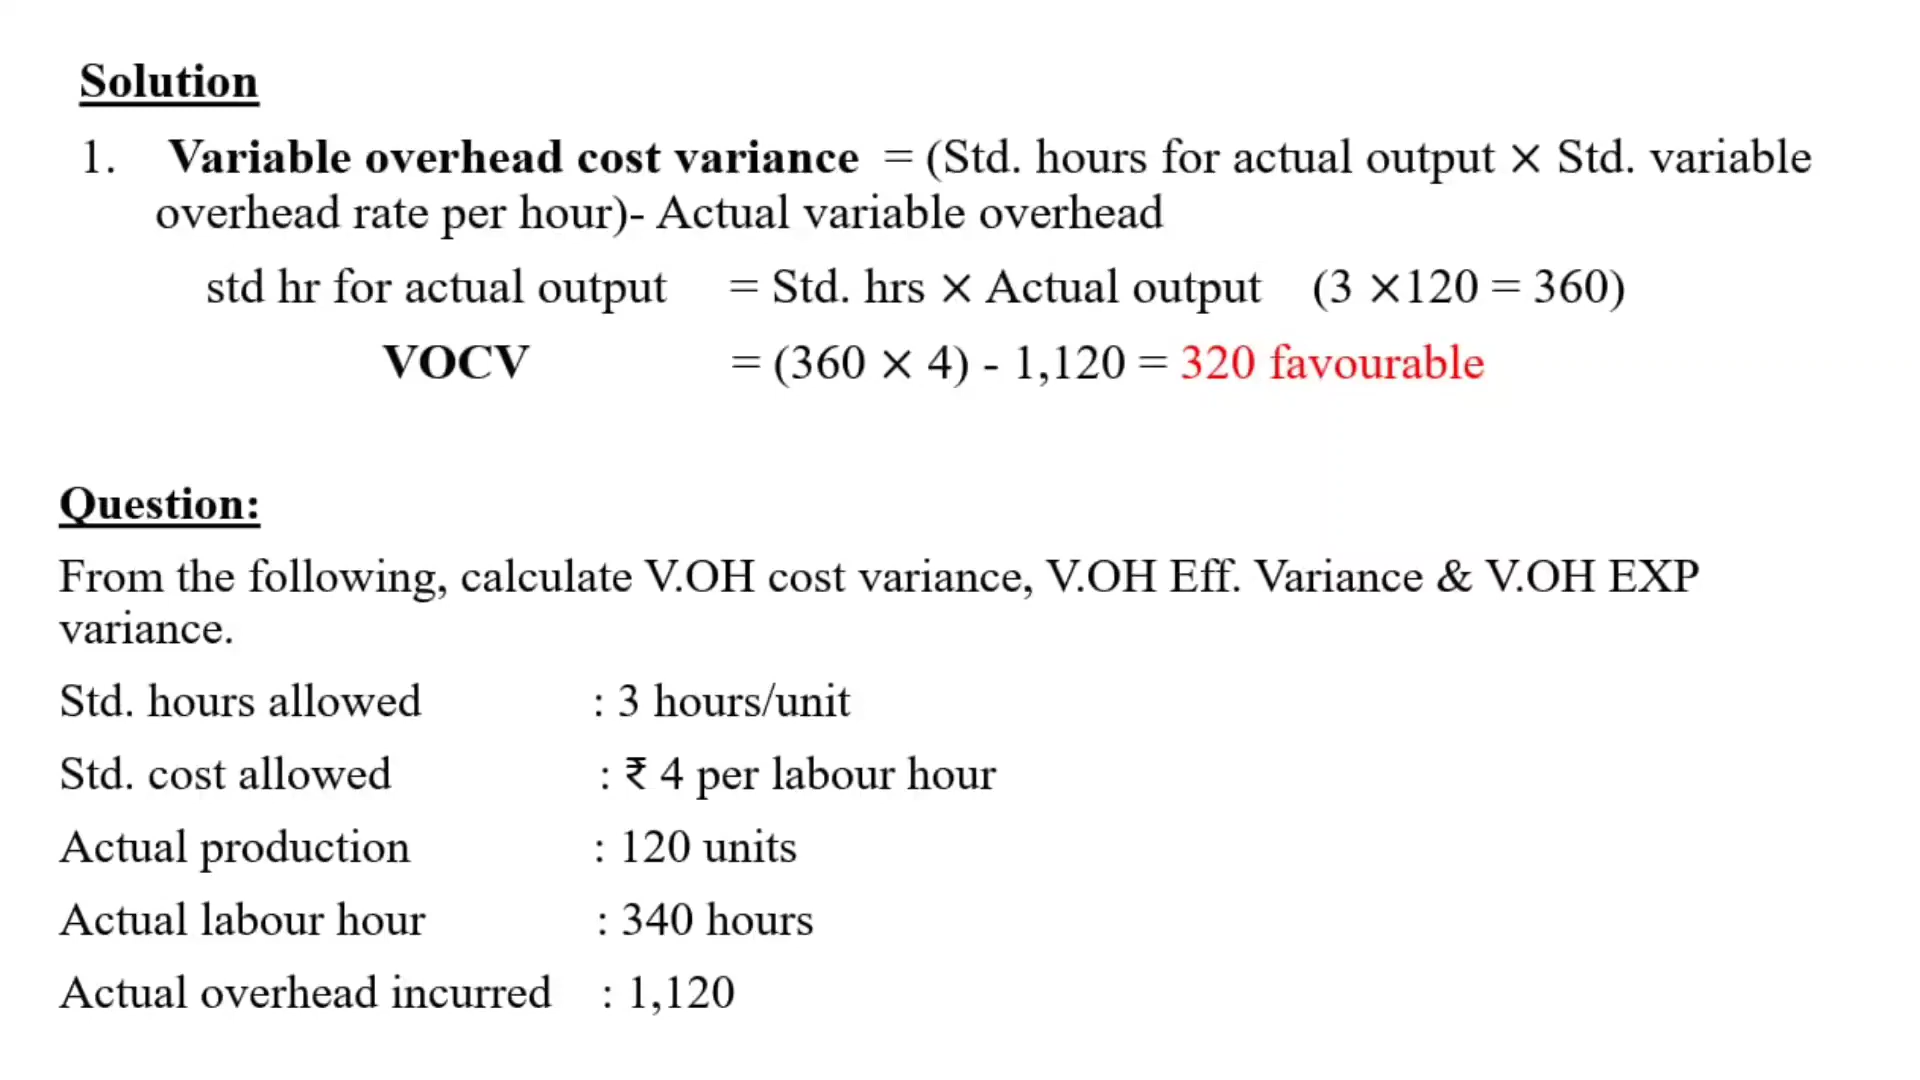 Solution
1. Variable overhead cost variance = (Std. hours for actual output × Std. variable
overhead rate per hour)- Actual variable overhead
std hr for actual output = Std. hrs × Actual output (3 ×120 = 360)
VOCV = (360 × 4) - 1,120 = 320 favourable
Question:
From the following, calculate V.OH cost variance, V.OH Eff. Variance & V.OH EXP
variance.
Std. hours allowed : 3 hours/unit
Std. cost allowed : ₹ 4 per labour hour
Actual production : 120 units
Actual labour hour : 340 hours
Actual overhead incurred : 1,120